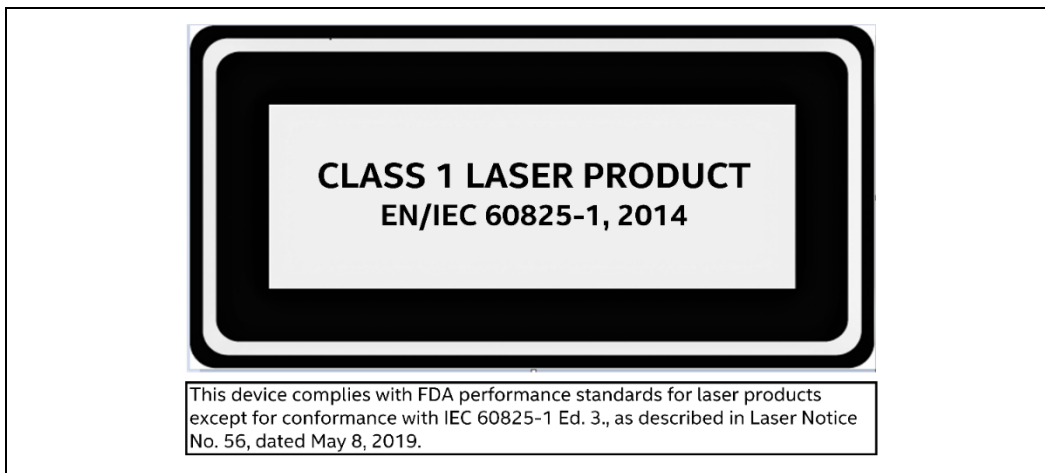 CLASS 1 LASER PRODUCT
EN/IEC 60825-1, 2014
This device complies with FDA performance standards for laser products
except for conformance with IEC 60825-1 Ed. 3., as described in Laser Notice
No. 56, dated May 8, 2019.